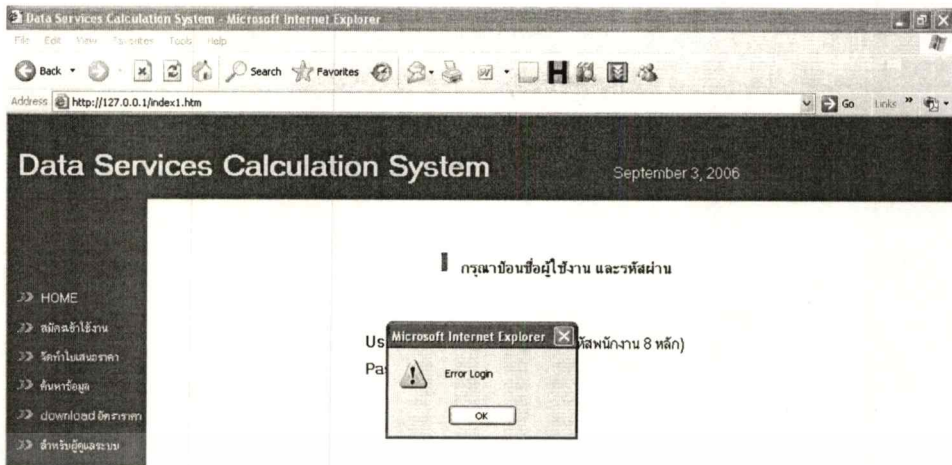 Data Services Calculation System - Microsoft Internet Explorer
File Edit View Favorites Tools Help
Back Search Favorites
Address http://127.0.0.1/index1.htm Go Links »
Data Services Calculation System September 3, 2006
กรุณาป้อนชื่อผู้ใช้งาน และรหัสผ่าน
HOME
สมัครเข้าใช้งาน
จัดทำใบเสนอราคา
ค้นหาข้อมูล
download อัตราราคา
สำหรับผู้ดูแลระบบ
Us หัสพนักงาน 8 หลัก)
Pas
Microsoft Internet Explorer
Error Login
OK